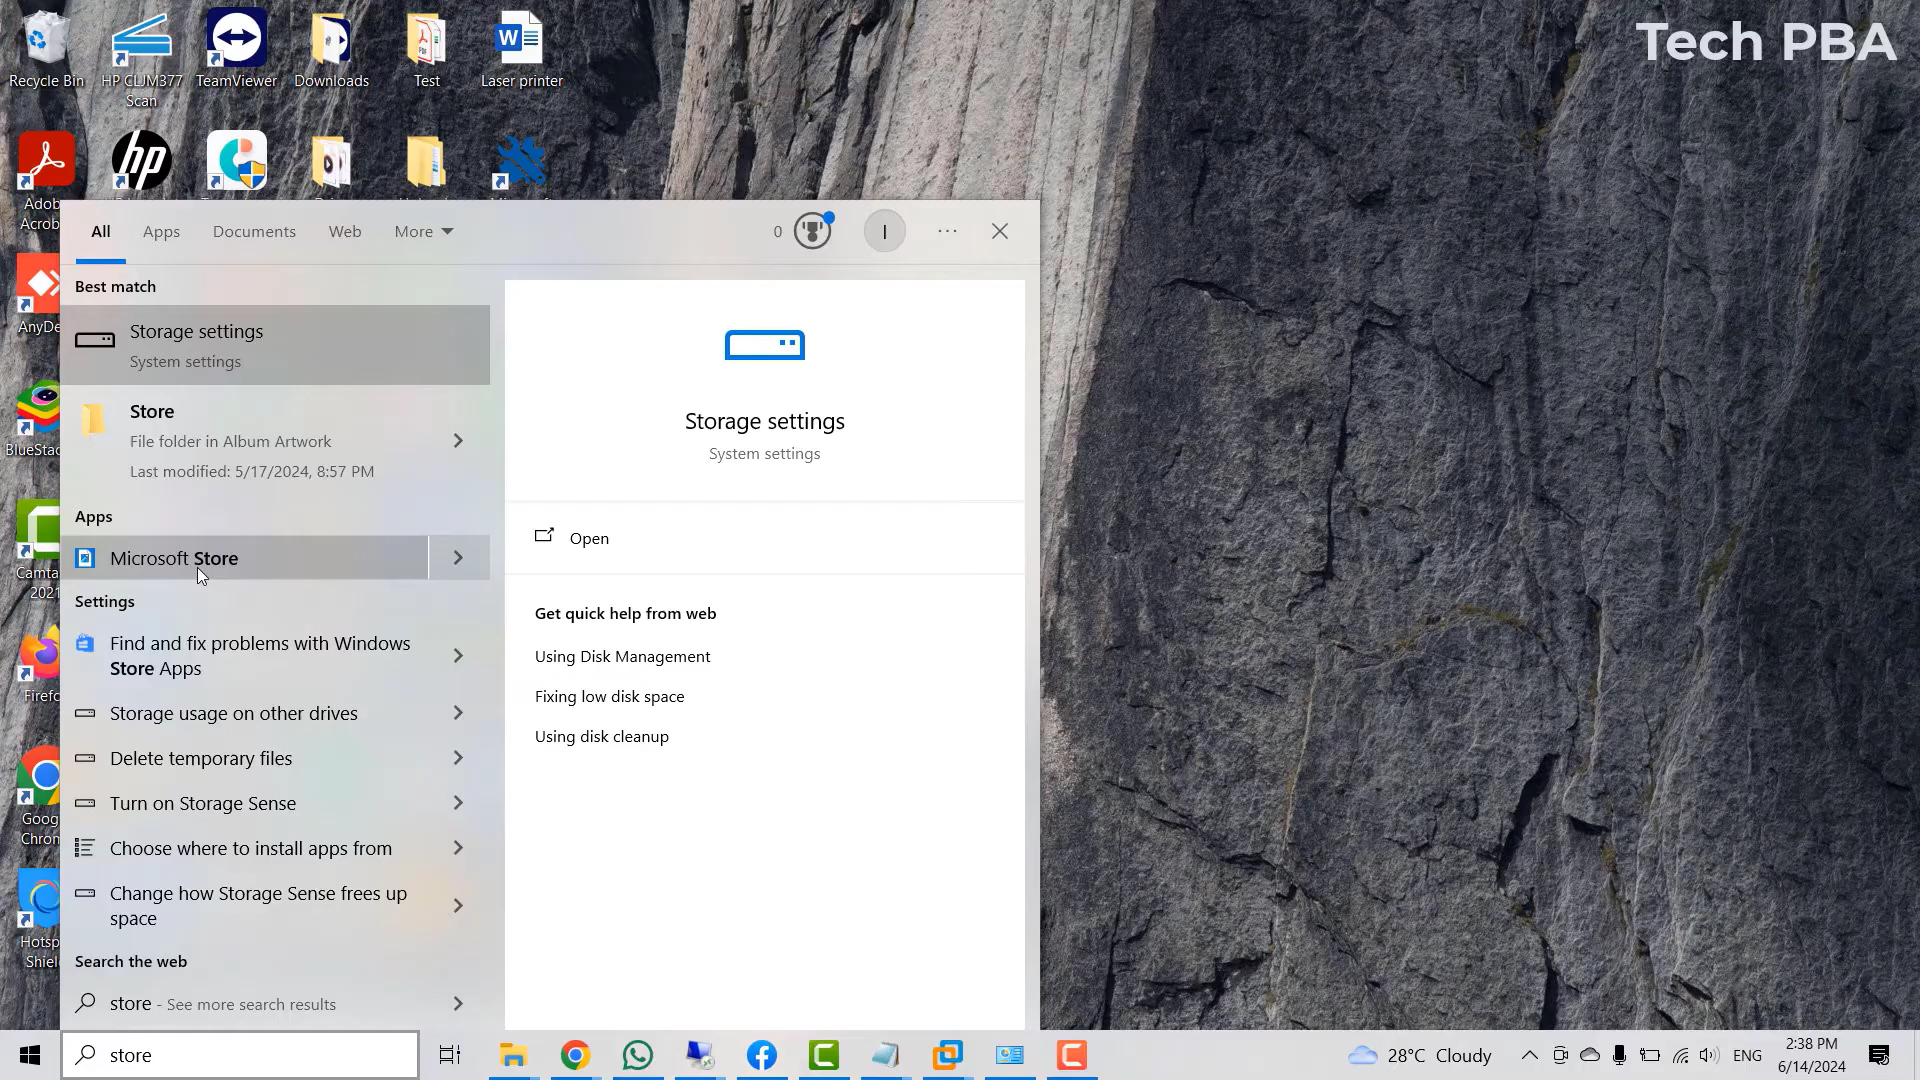 Tech PBA
Recycle Bin
HP CLJM377
Scan
TeamViewer
Downloads
Test
Laser printer
Adob
Acrob
AnyDe
BlueStac
Camta
2021
Firefo
Goog
Chron
Hotsp
Shiel
All
Apps
Documents
Web
More
0
I
Best match
Storage settings
System settings
Store
File folder in Album Artwork
Last modified: 5/17/2024, 8:57 PM
Apps
Microsoft Store
Settings
Find and fix problems with Windows
Store Apps
Storage usage on other drives
Delete temporary files
Turn on Storage Sense
Choose where to install apps from
Change how Storage Sense frees up
space
Search the web
store - See more search results
Storage settings
System settings
Open
Get quick help from web
Using Disk Management
Fixing low disk space
Using disk cleanup
store
28°C Cloudy
ENG
2:38 PM
6/14/2024